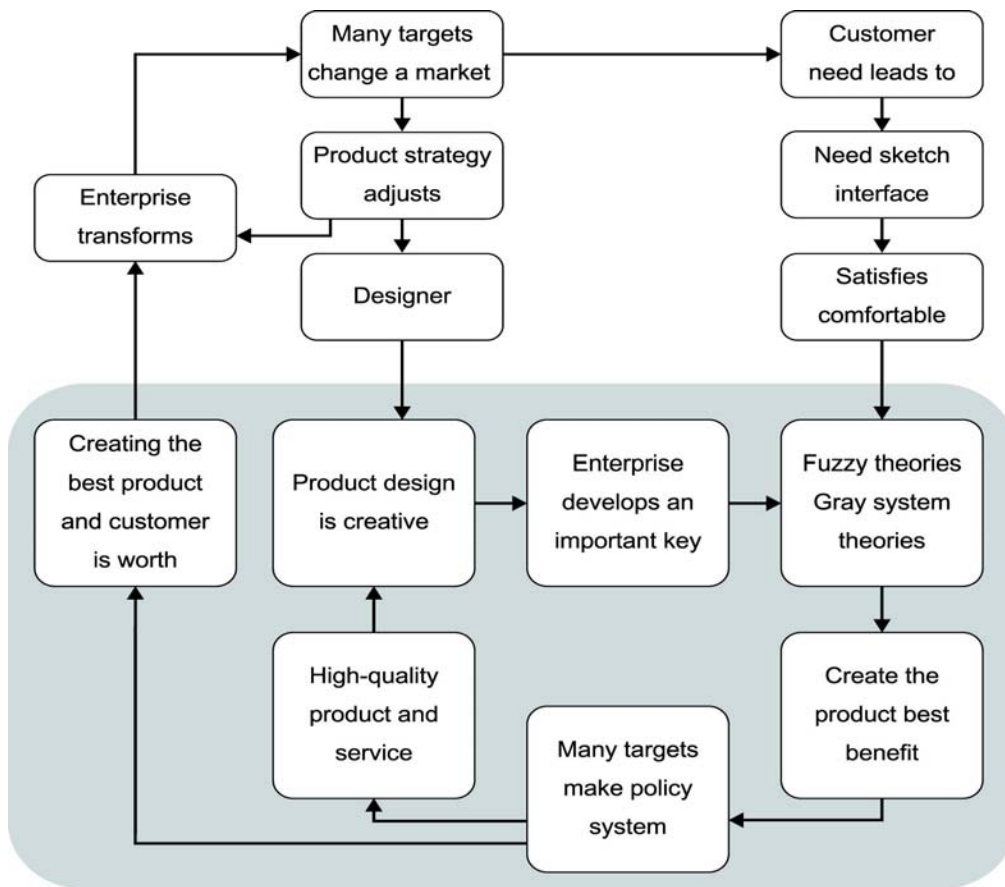 Many targets
change a market
Customer
need leads to
Product strategy
adjusts
Need sketch
interface
Enterprise
transforms
Designer
Satisfies
comfortable
Creating the
best product
and customer
is worth
Product design
is creative
Enterprise
develops an
important key
Fuzzy theories
Gray system
theories
High-quality
product and
service
Many targets
make policy
system
Create the
product best
benefit